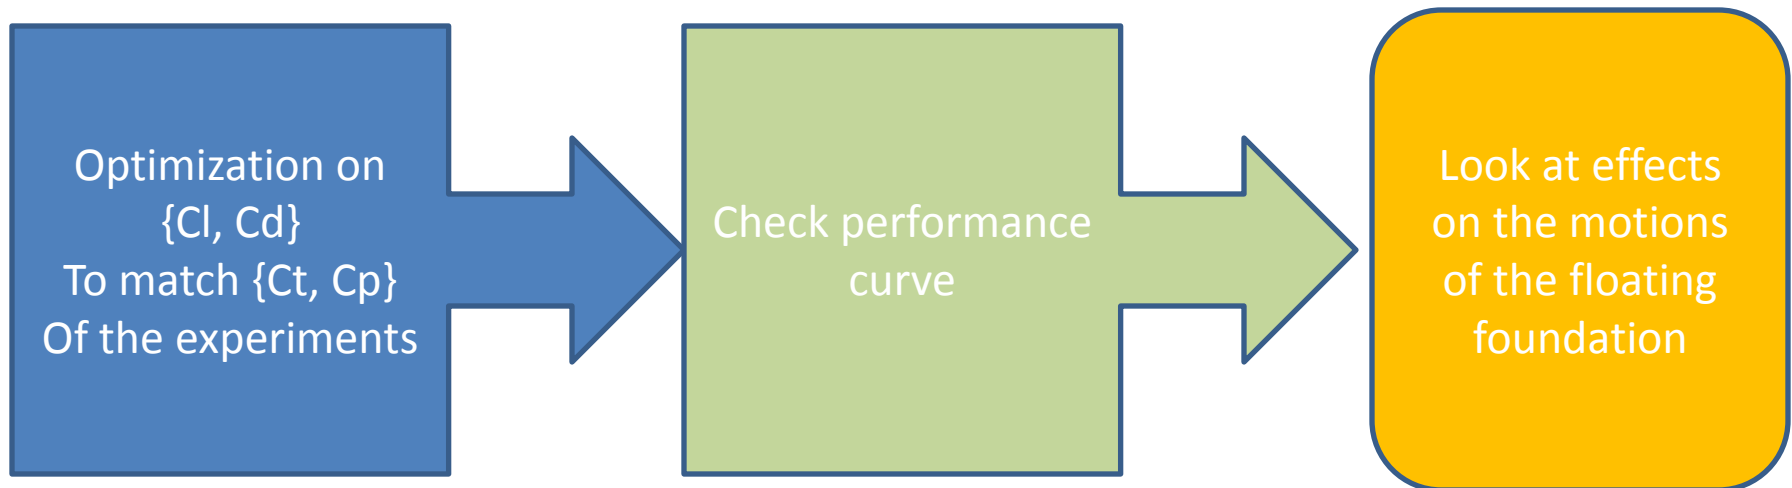 Optimization on
{Cl, Cd}
To match {Ct, Cp}
Of the experiments
Check performance
curve
Look at effects
on the motions
of the floating
foundation